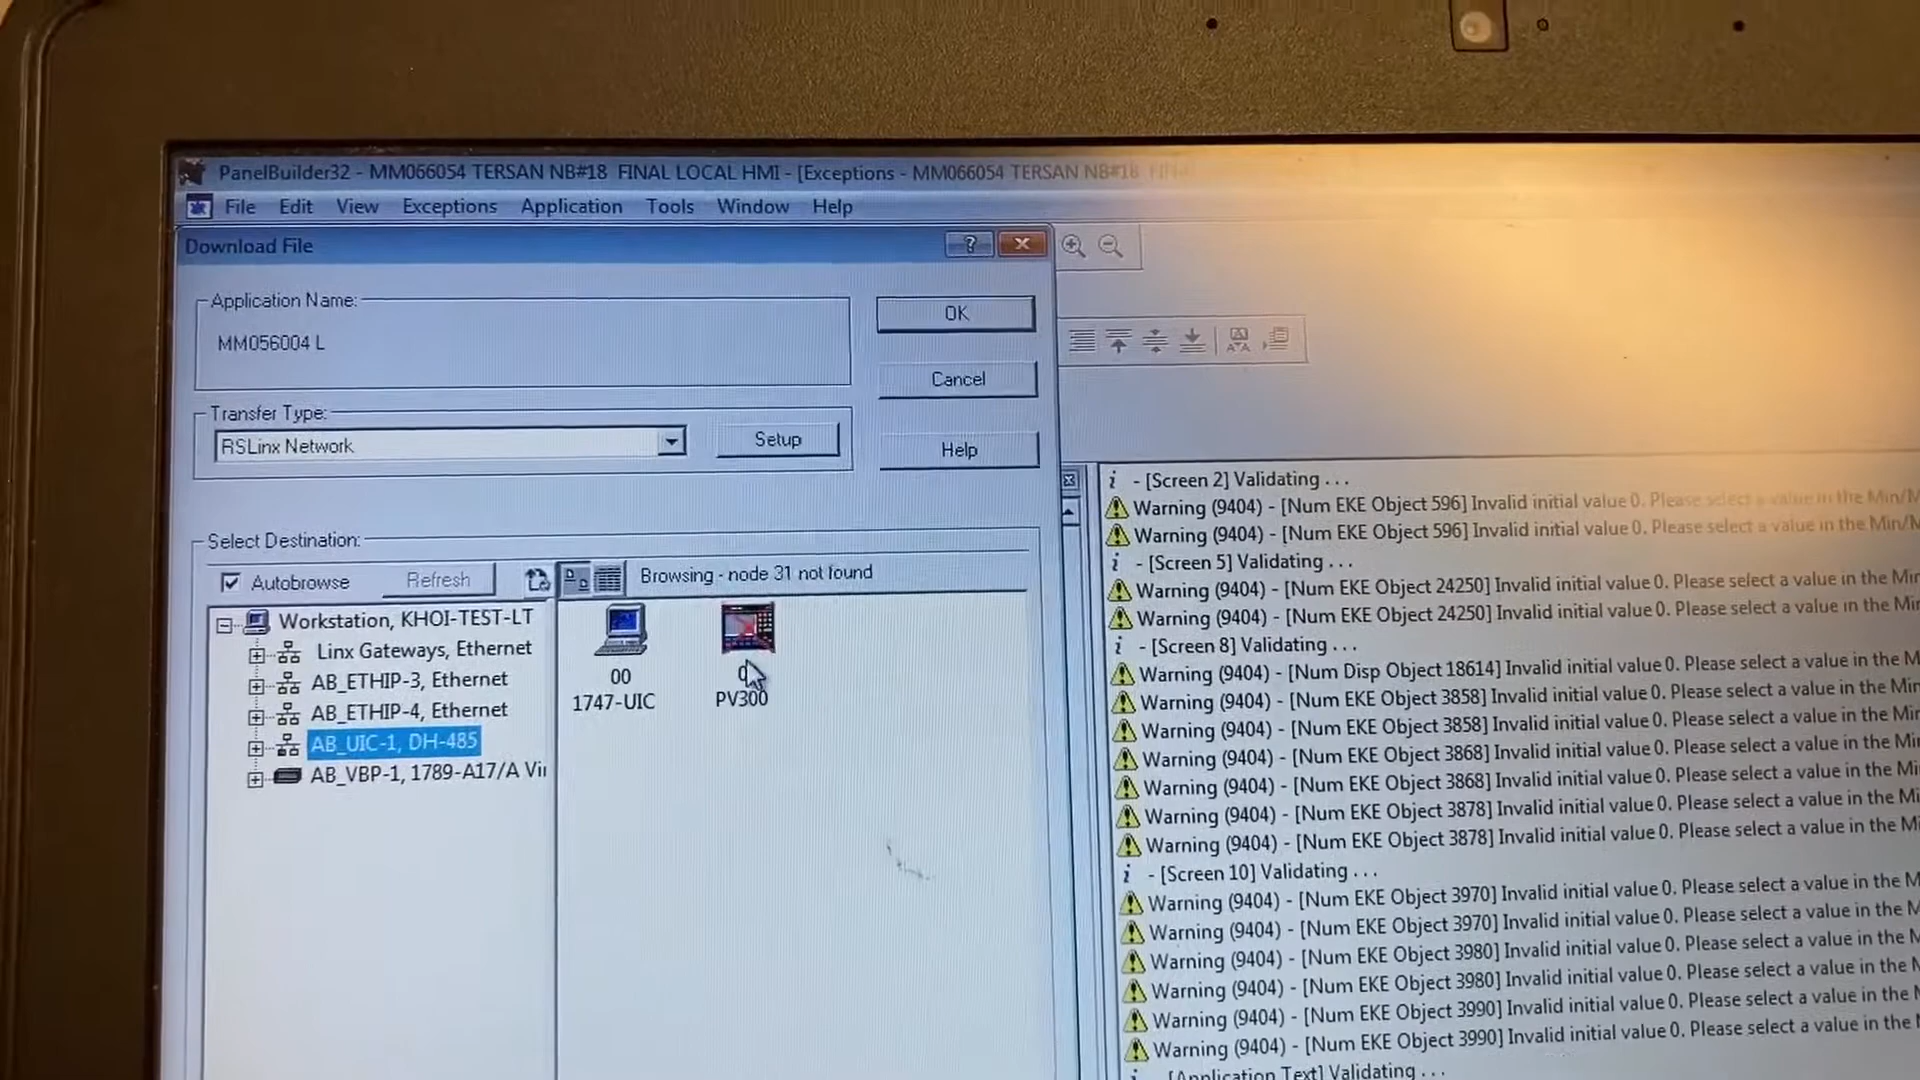 PanelBuilder32 - MM066054 TERSAN NB#18 FINAL LOCAL HMI - [Exceptions - MM066054 TERSAN NB#18
File Edit View Exceptions Application Tools Window Help
Download File
Application Name:
MM056004 L
OK
Cancel
Transfer Type:
RSLinx Network
Setup
Help
Select Destination:
Autobrowse
Refresh
Browsing - node 31 not found
Workstation, KHOI-TEST-LT
Linx Gateways, Ethernet
AB_ETHIP-3, Ethernet
AB_ETHIP-4, Ethernet
AB_UIC-1, DH-485
AB_VBP-1, 1789-A17/A Vi
00
1747-UIC
PV300
- [Screen 2] Validating . . .
Warning (9404) - [Num EKE Object 596] Invalid initial value 0. Please select a value in the Min/M
Warning (9404) - [Num EKE Object 596] Invalid initial value 0. Please select a value in the Min/M
- [Screen 5] Validating . . .
Warning (9404) - [Num EKE Object 24250] Invalid initial value 0. Please select a value in the Min
Warning (9404) - [Num EKE Object 24250] Invalid initial value 0. Please select a value in the Min
- [Screen 8] Validating . . .
Warning (9404) - [Num Disp Object 18614] Invalid initial value 0. Please select a value in the Min
Warning (9404) - [Num EKE Object 3858] Invalid initial value 0. Please select a value in the Min/
Warning (9404) - [Num EKE Object 3858] Invalid initial value 0. Please select a value in the Min/
Warning (9404) - [Num EKE Object 3868] Invalid initial value 0. Please select a value in the Min/
Warning (9404) - [Num EKE Object 3868] Invalid initial value 0. Please select a value in the Min/
Warning (9404) - [Num EKE Object 3878] Invalid initial value 0. Please select a value in the Min/
Warning (9404) - [Num EKE Object 3878] Invalid initial value 0. Please select a value in the Min/
- [Screen 10] Validating . . .
Warning (9404) - [Num EKE Object 3970] Invalid initial value 0. Please select a value in the M
Warning (9404) - [Num EKE Object 3970] Invalid initial value 0. Please select a value in the M
Warning (9404) - [Num EKE Object 3980] Invalid initial value 0. Please select a value in the M
Warning (9404) - [Num EKE Object 3980] Invalid initial value 0. Please select a value in the M
Warning (9404) - [Num EKE Object 3990] Invalid initial value 0. Please select a value in the M
Warning (9404) - [Num EKE Object 3990] Invalid initial value 0. Please select a value in the
[Application Text] Validating . . .